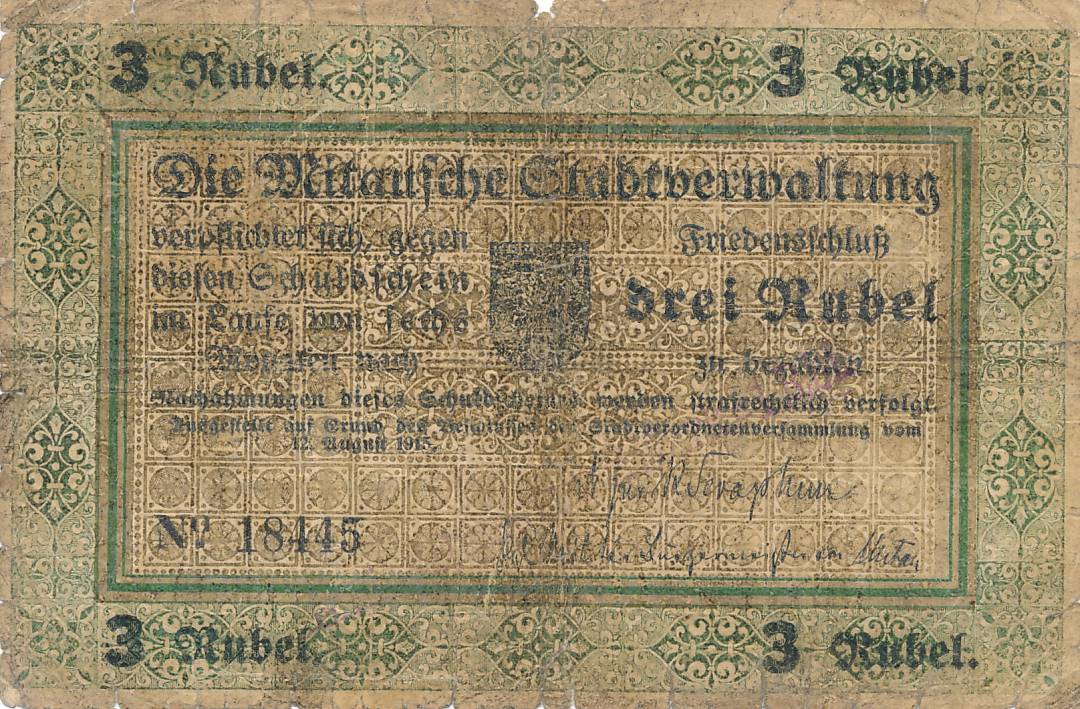 3 Rubel. 3 Rubel.
Die Mitausche Stadtverwaltung
verpflichtet sich, gegen
diesen Schuldschein
im Laufe von sechs
Monaten nach
Friedensschluß
drei Rubel
zu bezahlen
Nachahmungen dieses Schuldscheines werden strafrechtlich verfolgt.
Ausgestellt auf Grund des Beschlusses der Stadtverordnetenversammlung vom
12. August 1915.
Nr 18445
3 Rubel. 3 Rubel.